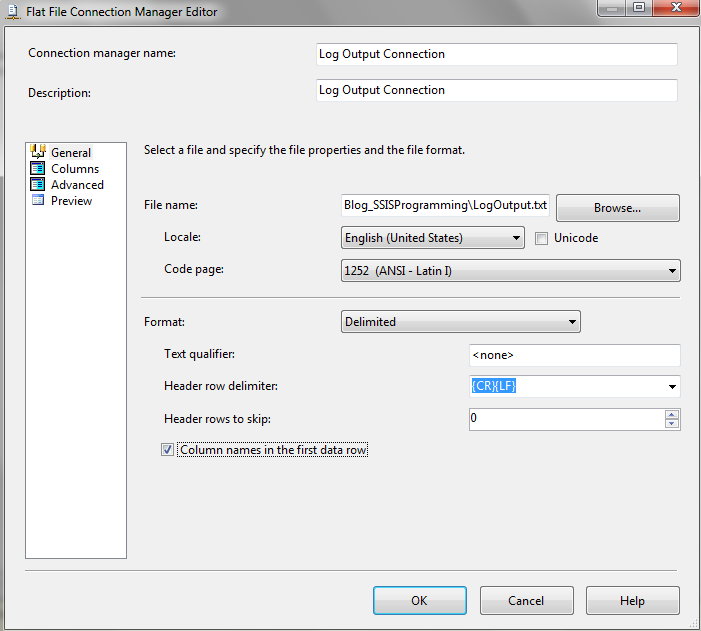 Flat File Connection Manager Editor
Connection manager name: Log Output Connection
Description: Log Output Connection
General
Columns
Advanced
Preview
Select a file and specify the file properties and the file format.
File name: Blog_SSISProgramming\LogOutput.txt Browse...
Locale: English (United States) Unicode
Code page: 1252 (ANSI - Latin I)
Format: Delimited
Text qualifier: <none>
Header row delimiter: {CR}{LF}
Header rows to skip: 0
Column names in the first data row
OK Cancel Help